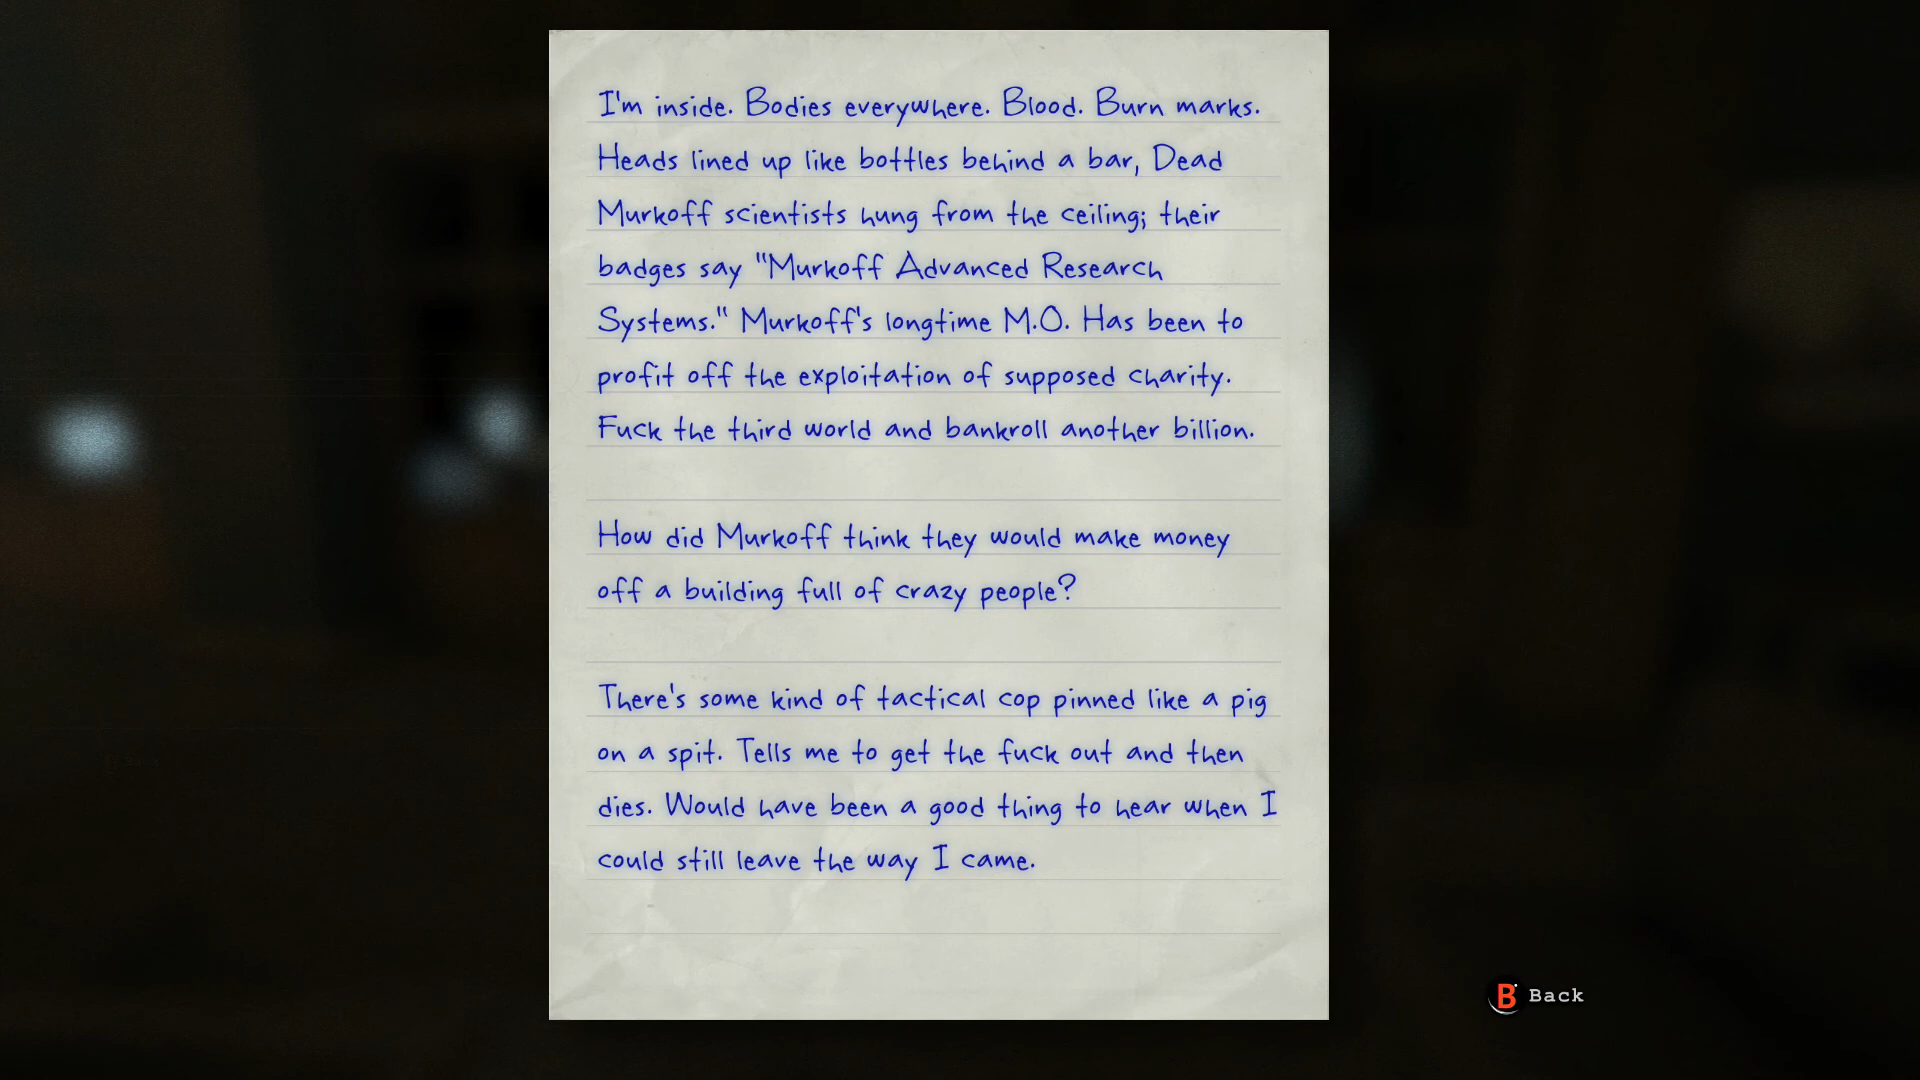 I'm inside. Bodies everywhere. Blood. Burn marks.
Heads lined up like bottles behind a bar, Dead
Murkoff scientists hung from the ceiling; their
badges say "Murkoff Advanced Research
Systems." Murkoff's longtime M.O. Has been to
profit off the exploitation of supposed charity.
Fuck the third world and bankroll another billion.
How did Murkoff think they would make money
off a building full of crazy people?
There's some kind of tactical cop pinned like a pig
on a spit. Tells me to get the fuck out and then
dies. Would have been a good thing to hear when I
could still leave the way I came.
B Back